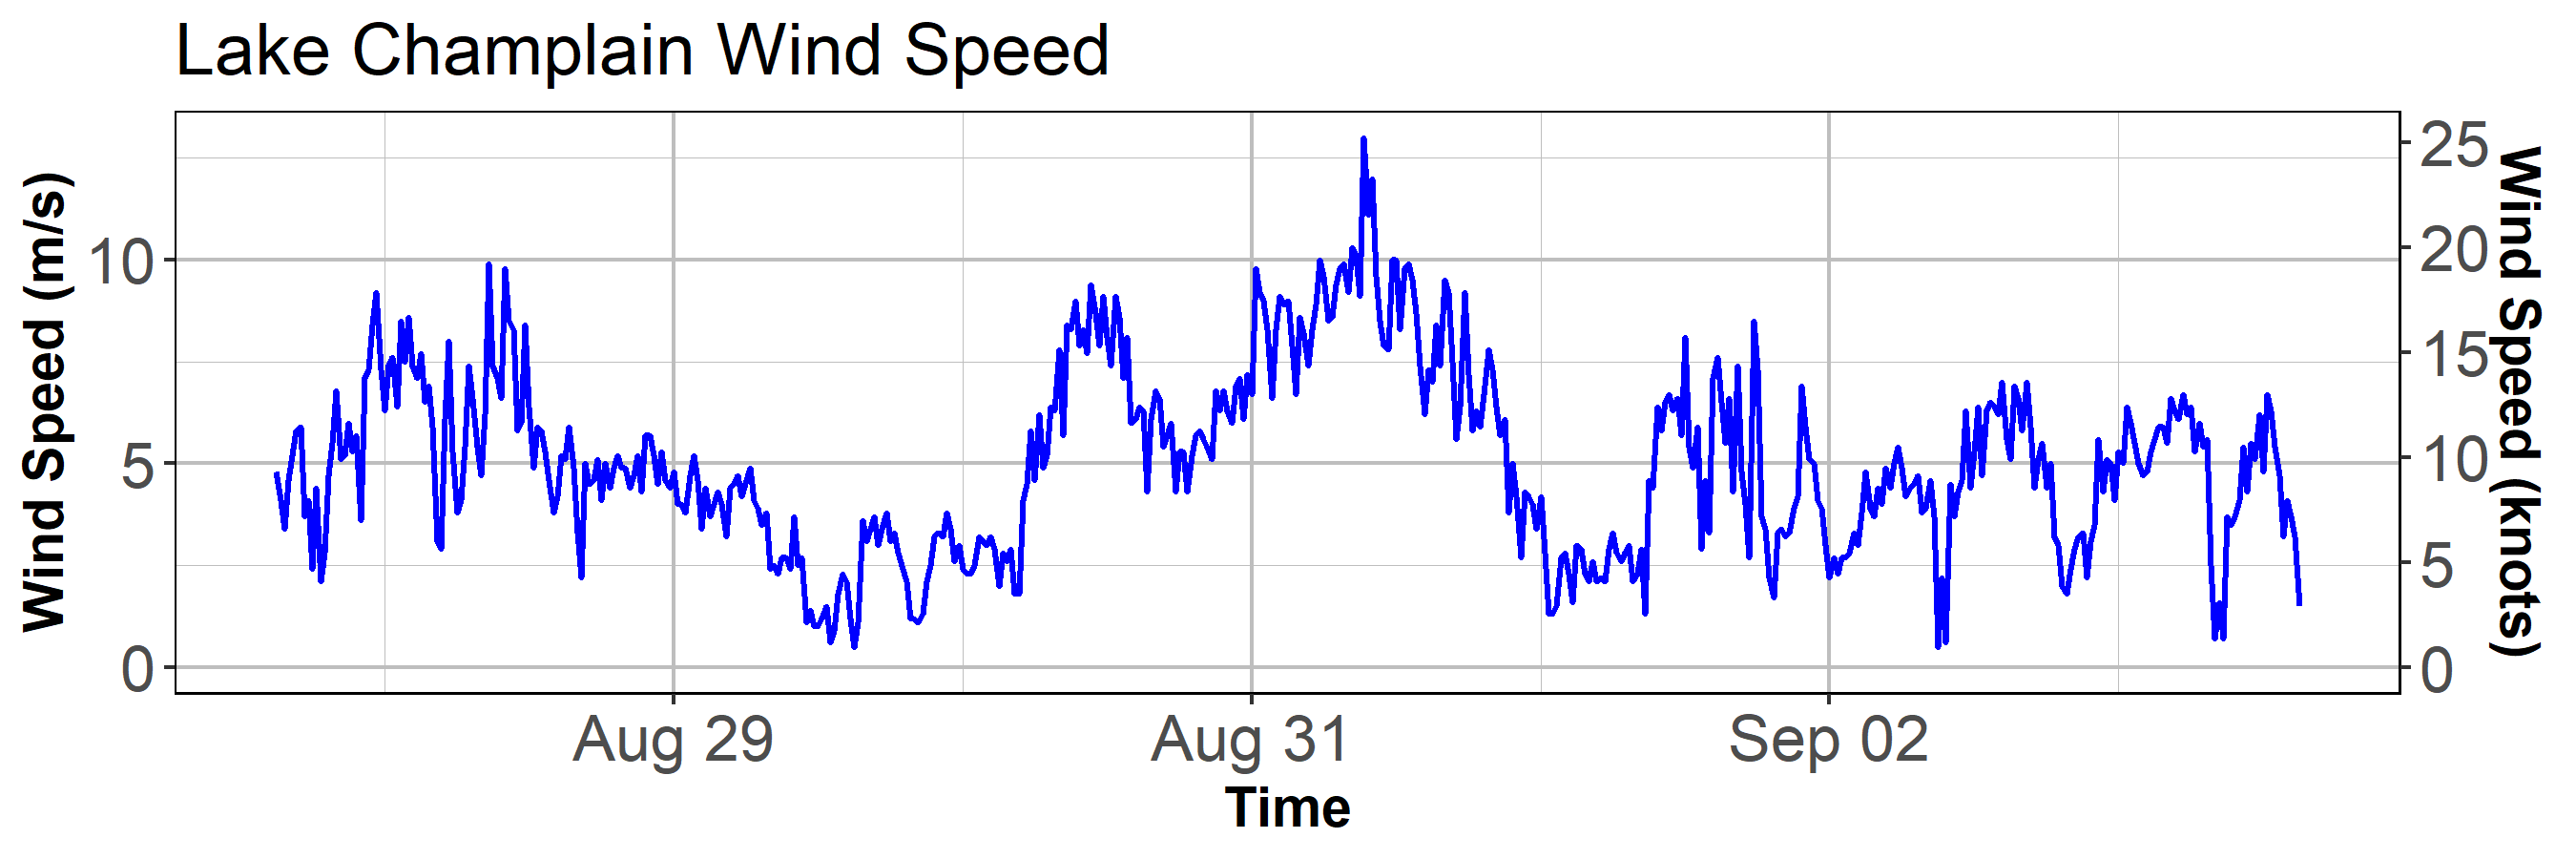 Lake Champlain Wind Speed
Wind Speed (m/s)
10
5
0
25
20
15
10
5
0
Wind Speed (knots)
Aug 29
Aug 31
Sep 02
Time